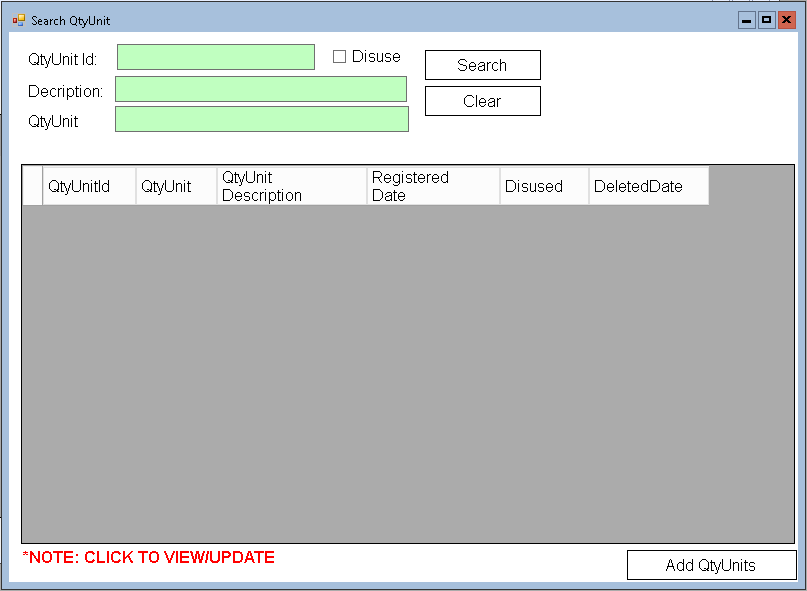 Search QtyUnit
QtyUnit Id:
Disuse
Search
Decription:
Clear
QtyUnit
QtyUnitId
QtyUnit
QtyUnit
Description
Registered
Date
Disused
DeletedDate
*NOTE: CLICK TO VIEW/UPDATE
Add QtyUnits